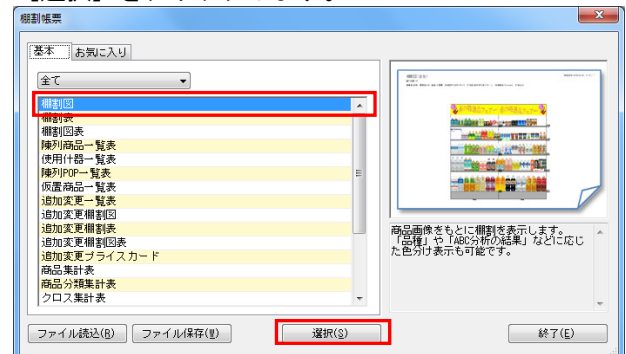 棚割帳票
基本
お気に入り
全て
棚割図
棚割表
棚割図表
陳列商品一覧表
使用什器一覧表
陳列POP一覧表
仮置商品一覧表
追加変更一覧表
追加変更棚割図
追加変更棚割表
追加変更棚割図表
追加変更プライスカード
商品集計表
商品分類集計表
クロス集計表
商品画像をもとに棚割を表示します。
「品種」や「ABC分析の結果」などに応じ
た色分け表示も可能です。
ファイル読込(R)
ファイル保存(W)
選択(S)
終了(E)